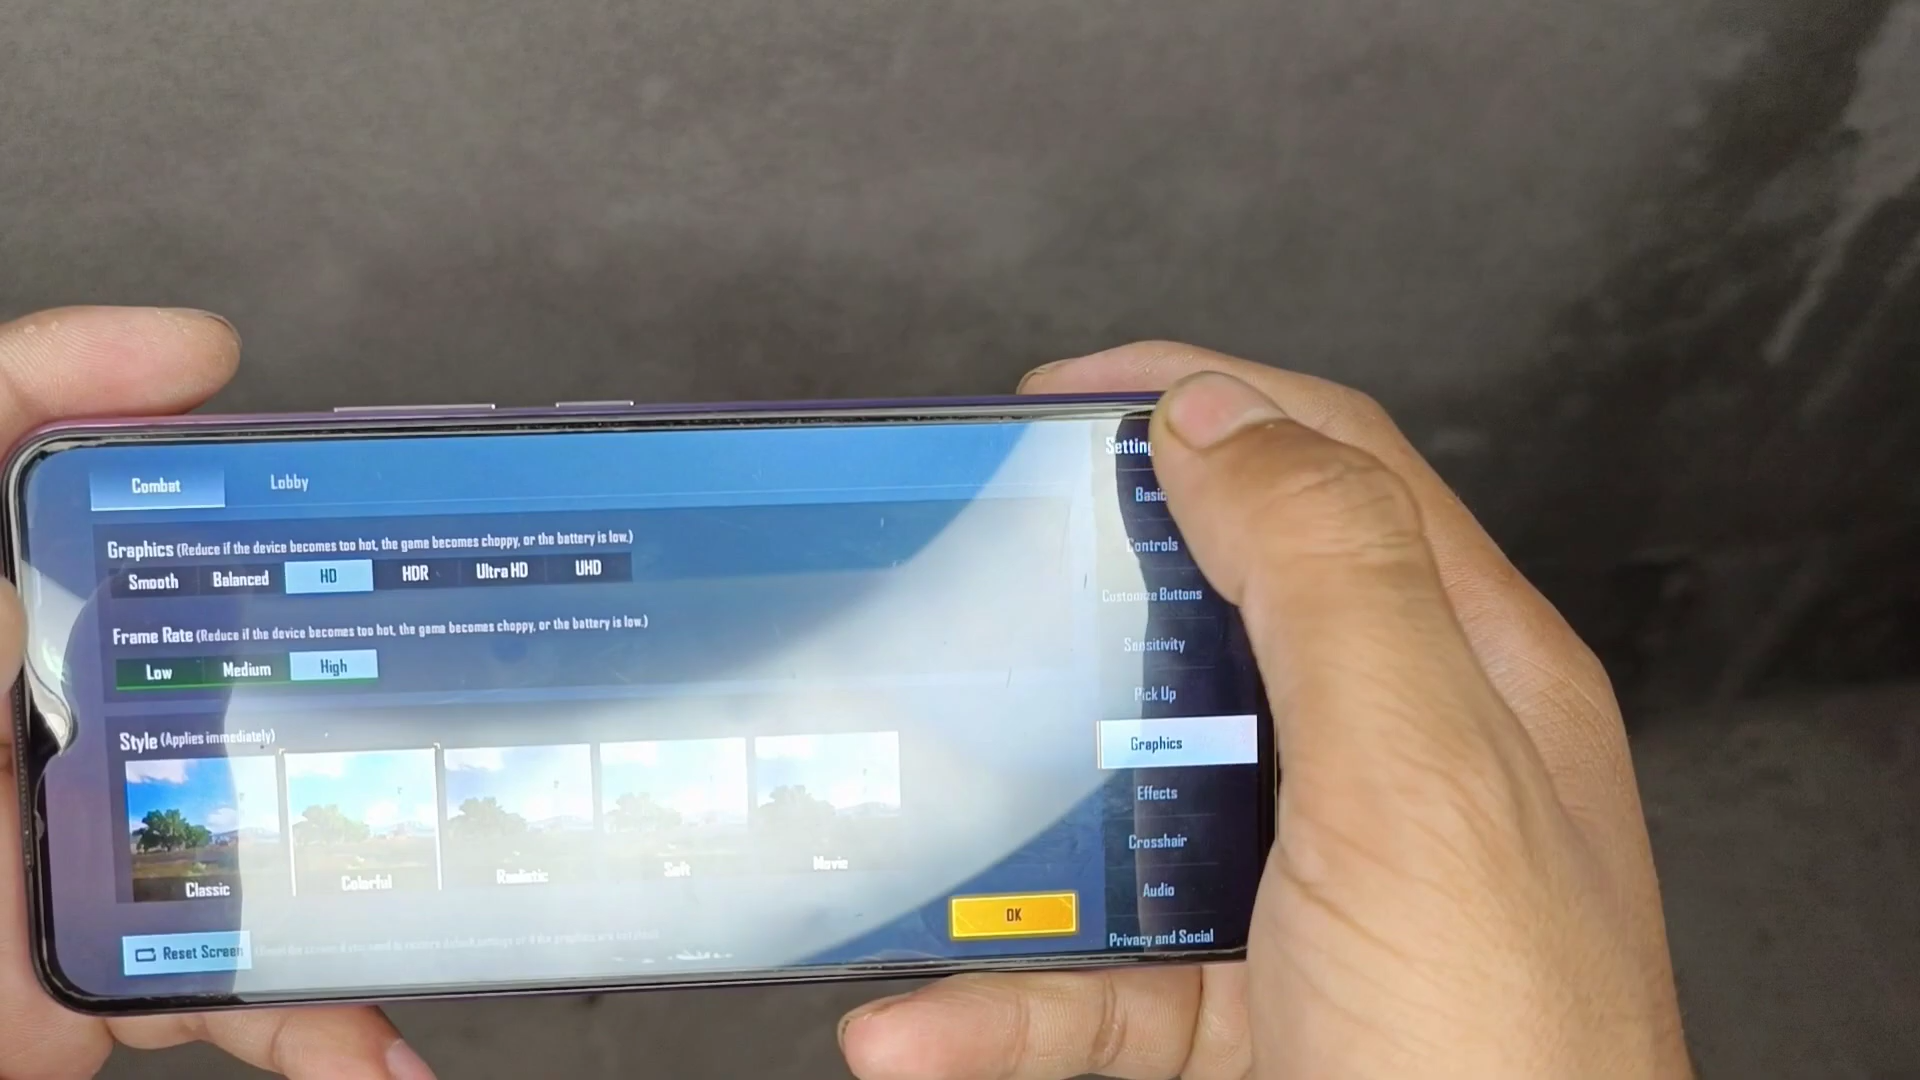 Combat Lobby
Graphics (Reduce if the device becomes too hot, the game becomes choppy, or the battery is low.)
Smooth Balanced HD HDR Ultra HD UHD
Frame Rate (Reduce if the device becomes too hot, the game becomes choppy, or the battery is low.)
Low Medium High
Style (Applies immediately)
Classic Colorful Realistic Soft Movie
Reset Screen
OK
Setting
Basic
Controls
Customize Buttons
Sensitivity
Pick Up
Graphics
Effects
Crosshair
Audio
Privacy and Social